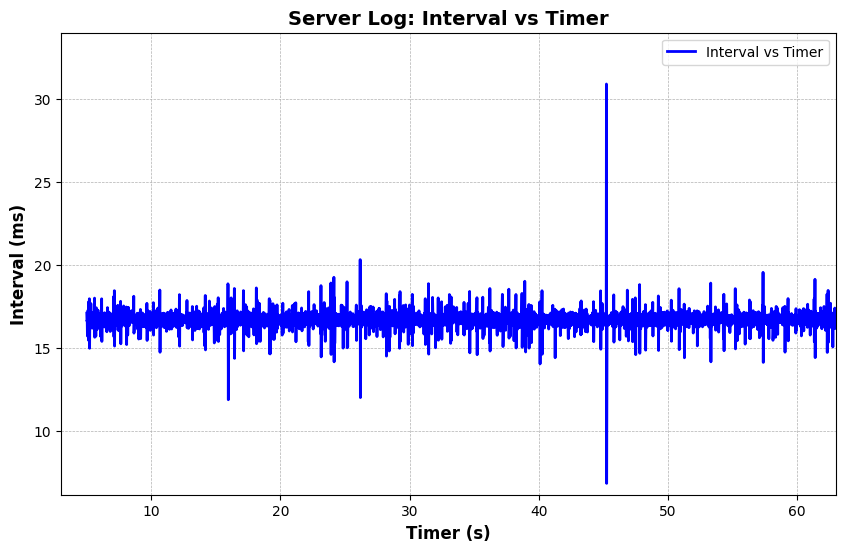 Server Log: Interval vs Timer
Interval vs Timer
Interval (ms)
30
25
20
15
10
10 20 30 40 50 60
Timer (s)